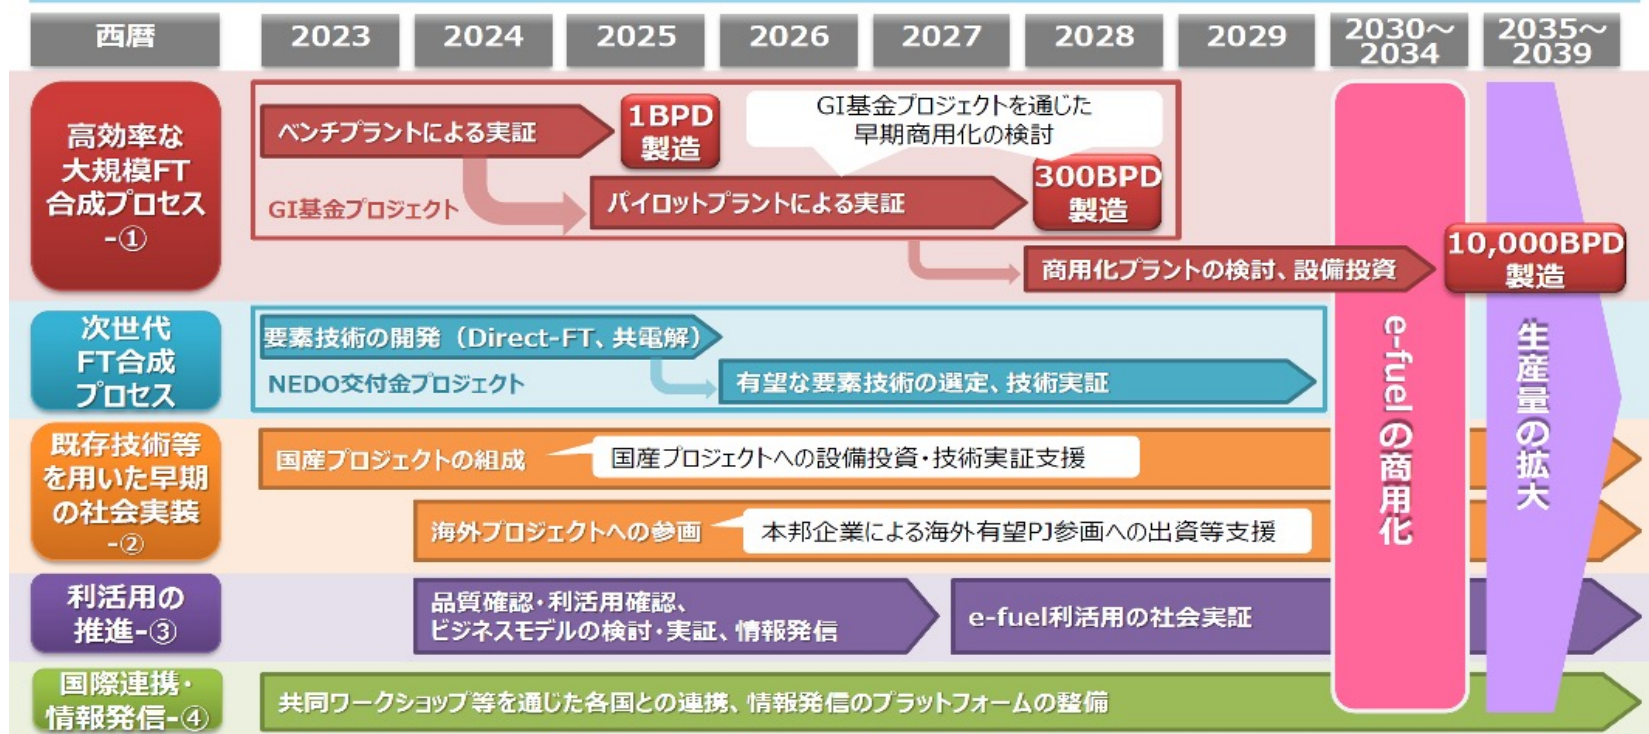 西暦
2023
2024
2025
2026
2027
2028
2029
2030～
2034
2035～
2039
高効率な
大規模FT
合成プロセス
-①
ベンチプラントによる実証
1BPD
製造
GI基金プロジェクトを通じた
早期商用化の検討
GI基金プロジェクト
パイロットプラントによる実証
300BPD
製造
商用化プラントの検討、設備投資
10,000BPD
製造
次世代
FT合成
プロセス
要素技術の開発（Direct-FT、共電解）
NEDO交付金プロジェクト
有望な要素技術の選定、技術実証
既存技術等
を用いた早期
の社会実装
-②
国産プロジェクトの組成
国産プロジェクトへの設備投資・技術実証支援
海外プロジェクトへの参画
本邦企業による海外有望PJ参画への出資等支援
利活用の
推進-③
品質確認・利活用確認、
ビジネスモデルの検討・実証、情報発信
e-fuel利活用の社会実証
国際連携・
情報発信-④
共同ワークショップ等を通じた各国との連携、情報発信のプラットフォームの整備
e-fuelの商用化
生産量の拡大